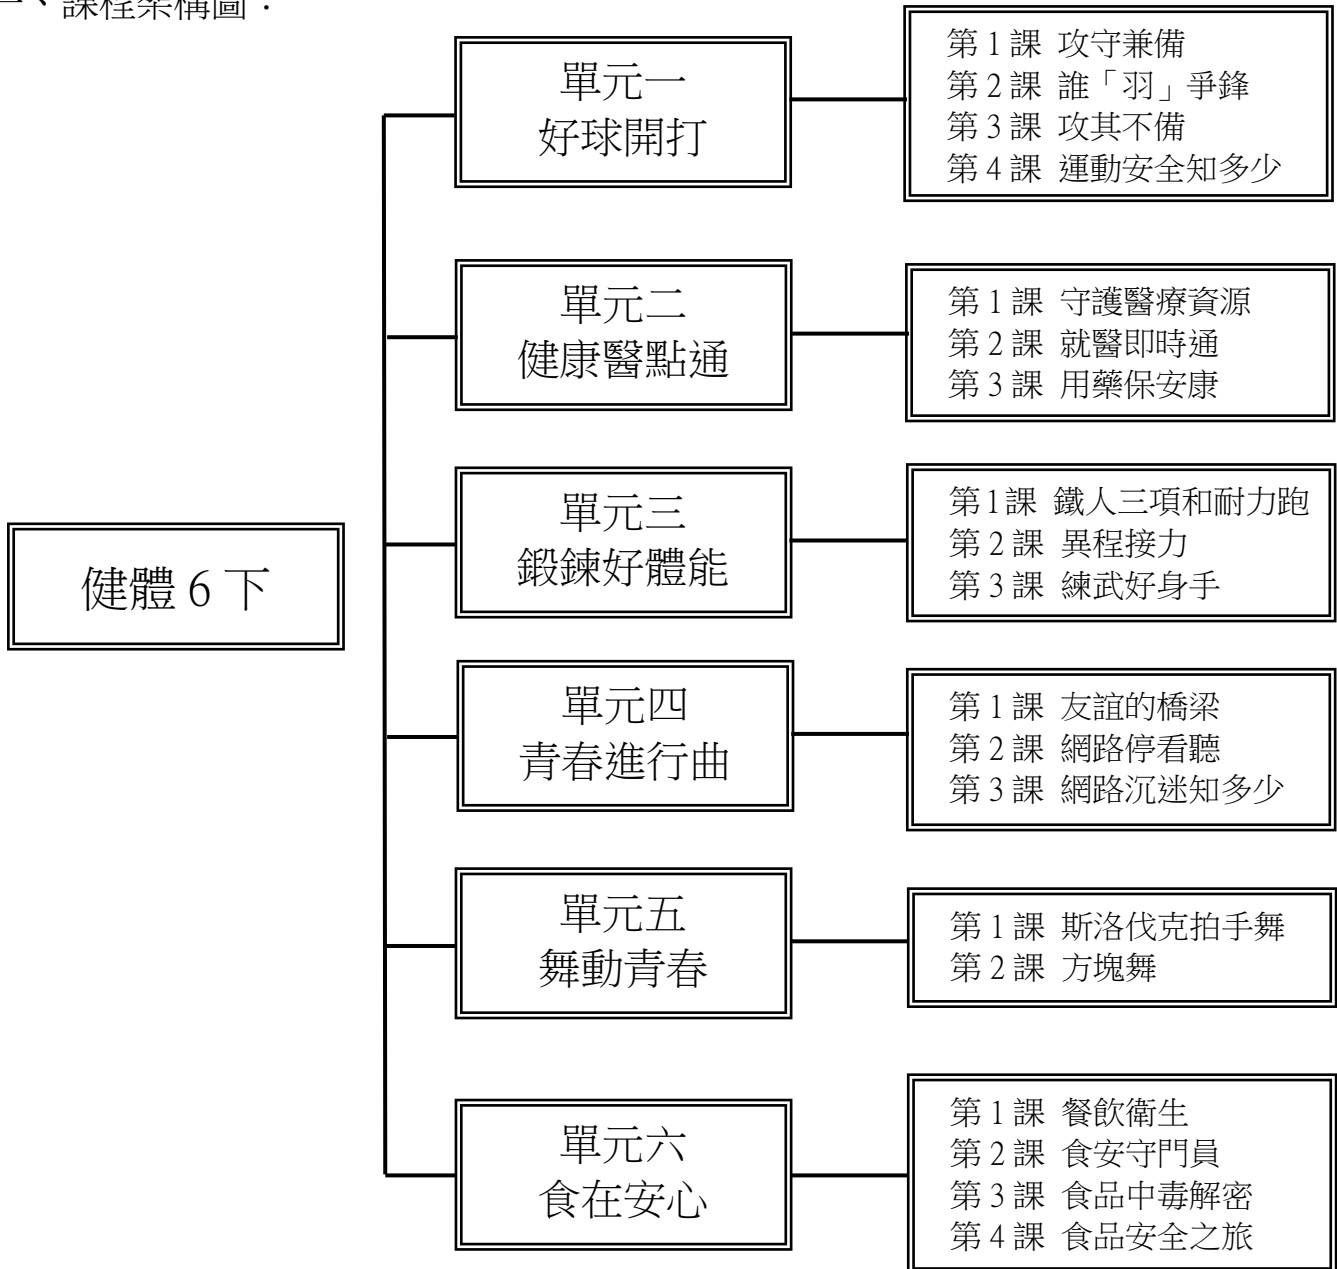 、課程架構圖：
健體 6 下
單元一
好球開打
第 1 課 攻守兼備
第 2 課 誰「羽」爭鋒
第 3 課 攻其不備
第 4 課 運動安全知多少
單元二
健康醫點通
第 1 課 守護醫療資源
第 2 課 就醫即時通
第 3 課 用藥保安康
單元三
鍛鍊好體能
第 1 課 鐵人三項和耐力跑
第 2 課 異程接力
第 3 課 練武好身手
單元四
青春進行曲
第 1 課 友誼的橋梁
第 2 課 網路停看聽
第 3 課 網路沉迷知多少
單元五
舞動青春
第 1 課 斯洛伐克拍手舞
第 2 課 方塊舞
單元六
食在安心
第 1 課 餐飲衛生
第 2 課 食安守門員
第 3 課 食品中毒解密
第 4 課 食品安全之旅